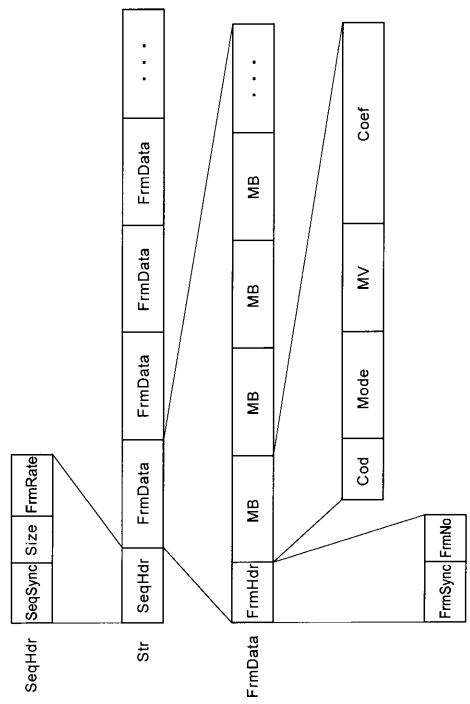 SeqHdr SeqSync Size FrmRate
Str SeqHdr FrmData FrmData FrmData FrmData . . .
FrmData FrmHdr MB MB MB MB . . .
Cod Mode MV Coef
FrmSync FrmNo